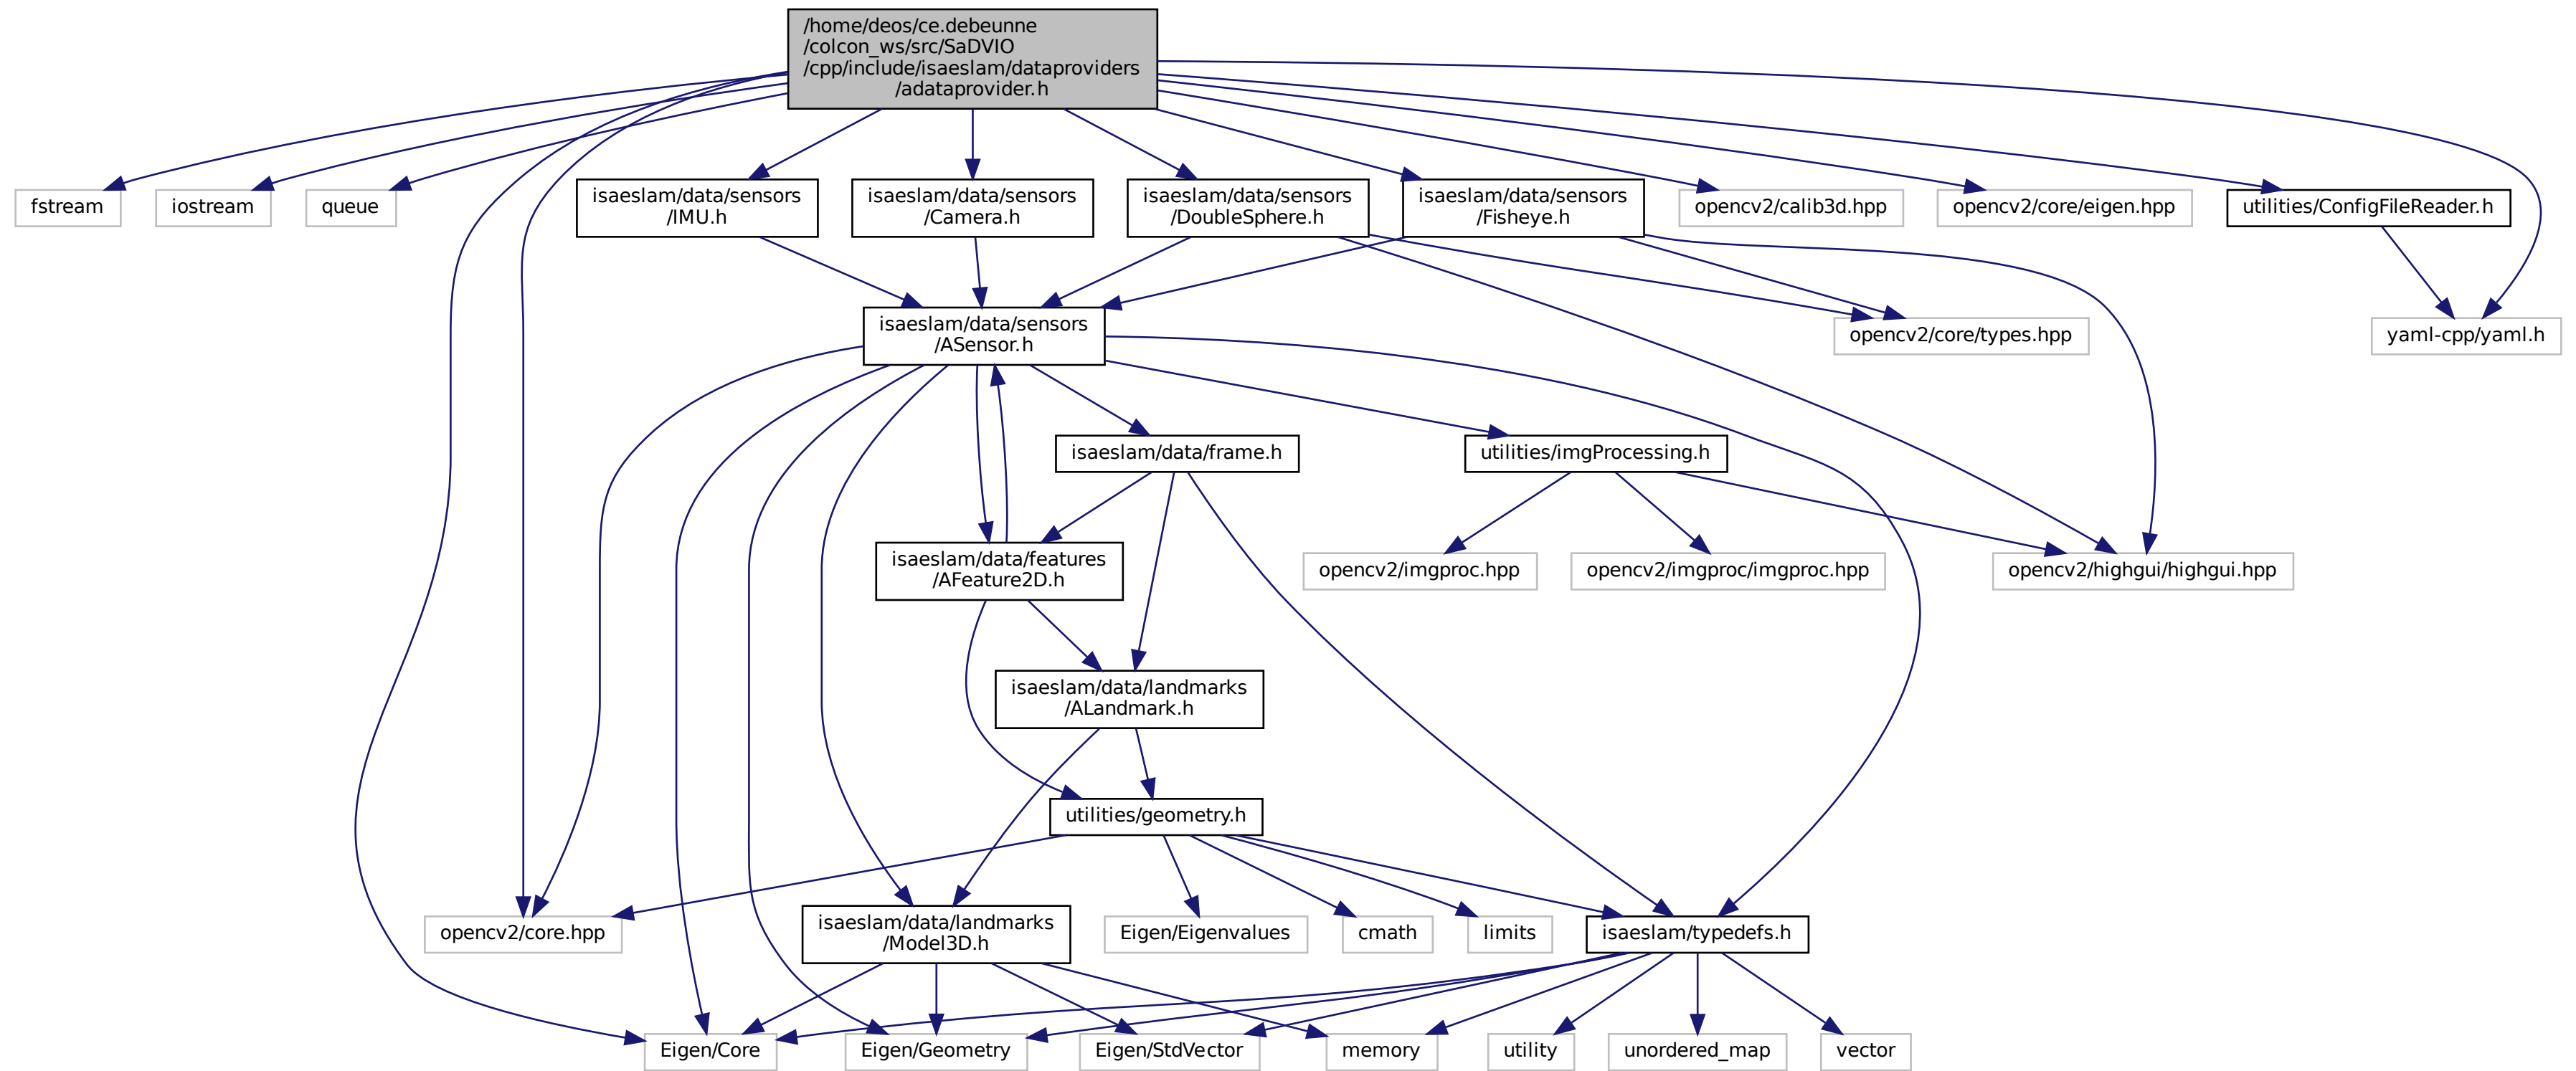 /home/deos/ce.debeunne
/colcon_ws/src/SaDVIO
/cpp/include/isaeslam/dataproviders
/adataprovider.h
fstream
iostream
queue
isaeslam/data/sensors
/IMU.h
isaeslam/data/sensors
/Camera.h
isaeslam/data/sensors
/DoubleSphere.h
isaeslam/data/sensors
/Fisheye.h
opencv2/calib3d.hpp
opencv2/core/eigen.hpp
utilities/ConfigFileReader.h
isaeslam/data/sensors
/ASensor.h
opencv2/core/types.hpp
yaml-cpp/yaml.h
isaeslam/data/frame.h
utilities/imgProcessing.h
isaeslam/data/features
/AFeature2D.h
opencv2/imgproc.hpp
opencv2/imgproc/imgproc.hpp
opencv2/highgui/highgui.hpp
isaeslam/data/landmarks
/ALandmark.h
utilities/geometry.h
opencv2/core.hpp
isaeslam/data/landmarks
/Model3D.h
Eigen/Eigenvalues
cmath
limits
isaeslam/typedefs.h
Eigen/Core
Eigen/Geometry
Eigen/StdVector
memory
utility
unordered_map
vector